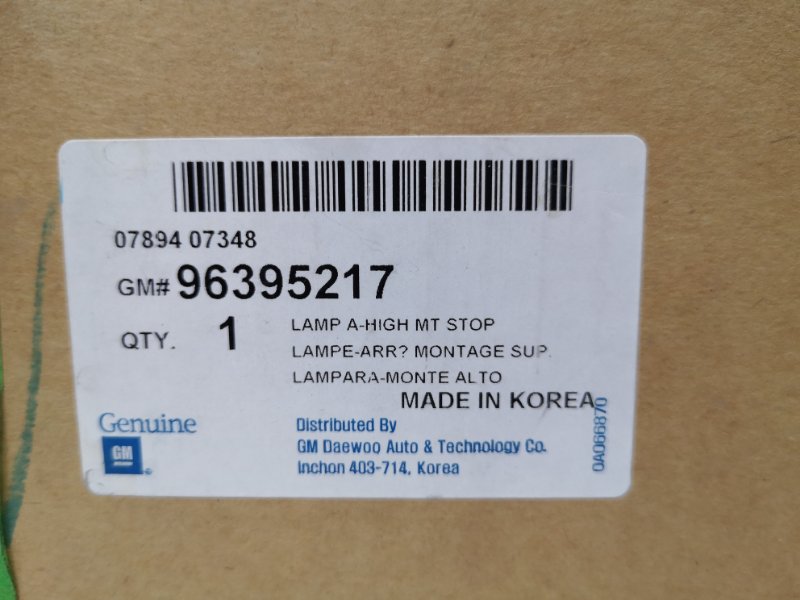 07894 07348
GM# 96395217
QTY. 1
LAMP A-HIGH MT STOP
LAMPE-ARR? MONTAGE SUP.
LAMPARA-MONTE ALTO
MADE IN KOREA
Genuine
GM
Distributed By
GM Daewoo Auto & Technology Co.
Inchon 403-714, Korea
0A066870